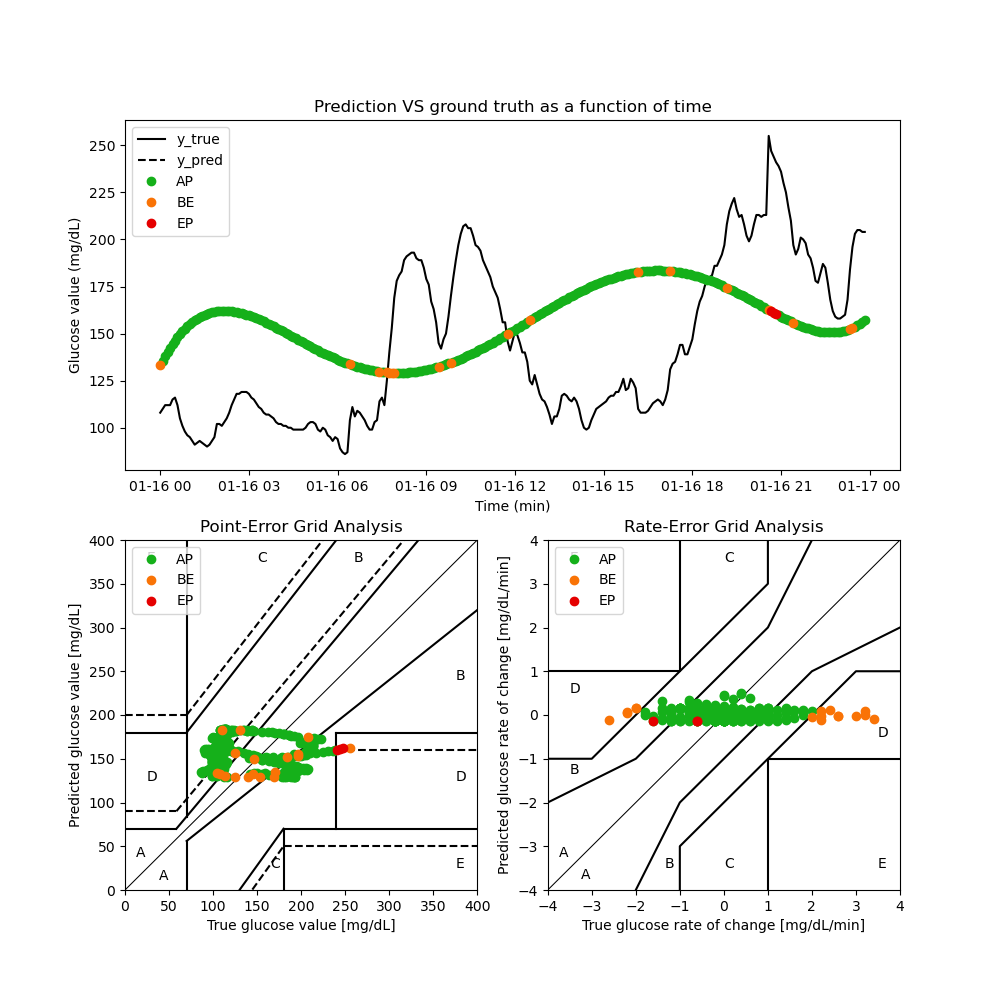 Prediction VS ground truth as a function of time
Glucose value (mg/dL)
250
225
200
175
150
125
100
y_true
y_pred
AP
BE
EP
01-16 00 01-16 03 01-16 06 01-16 09 01-16 12 01-16 15 01-16 18 01-16 21 01-17 00
Time (min)
Point-Error Grid Analysis
Predicted glucose value [mg/dL]
400
350
300
250
200
150
100
50
0
AP
BE
EP
C
B
B
D
D
A
A
C
E
0 50 100 150 200 250 300 350 400
True glucose value [mg/dL]
Rate-Error Grid Analysis
Predicted glucose rate of change [mg/dL/min]
4
3
2
1
0
−1
−2
−3
−4
AP
BE
EP
C
D
D
B
A
A
B
C
E
−4 −3 −2 −1 0 1 2 3 4
True glucose rate of change [mg/dL/min]